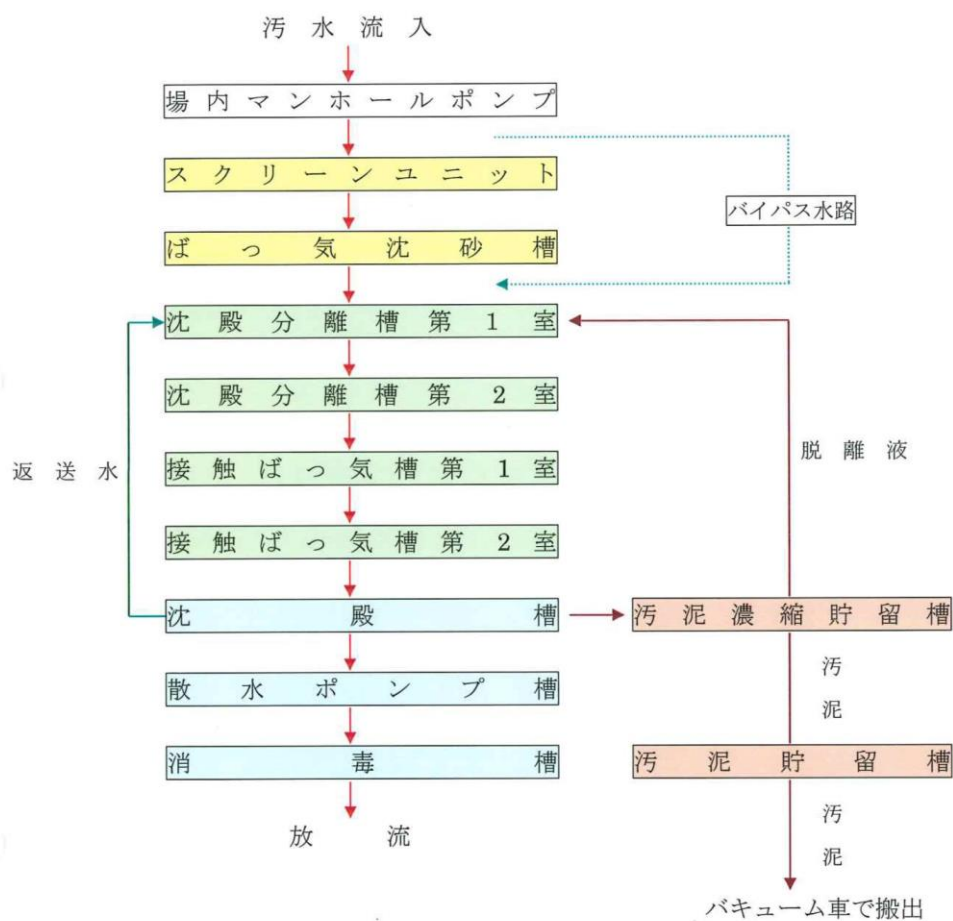 汚水流入
場内マンホールポンプ
スクリーンユニット
バイパス水路
ばっ気沈砂槽
沈殿分離槽第1室
沈殿分離槽第2室
脱離液
返送水
接触ばっ気槽第1室
接触ばっ気槽第2室
沈殿槽
汚泥濃縮貯留槽
汚泥
散水ポンプ槽
消毒槽
汚泥貯留槽
放流
汚泥
バキューム車で搬出